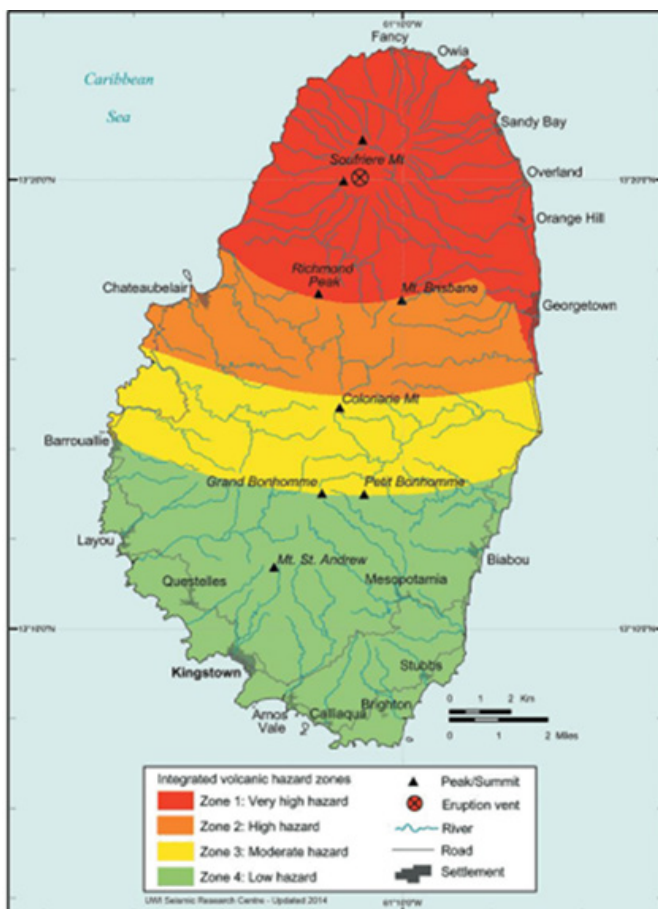 61°10'W
Fancy
Owia
Caribbean
Sea
Sandy Bay
Soufriere Mt
Overland
13°20'N
13°20'N
Orange Hill
Richmond
Peak
Mt. Brisbane
Chateaubelair
Georgetown
Colonarie Mt
Barrouallie
Grand Bonhomme
Petit Bonhomme
Layou
Biabou
Mt. St. Andrew
Questelles
Mesopotamia
13°10'N
13°10'N
Kingstown
Stubbs
Arnos
Vale
Calliaqua
Brighton
0 1 2 Km
0 1 2 Miles
Integrated volcanic hazard zones
Zone 1: Very high hazard
Zone 2: High hazard
Zone 3: Moderate hazard
Zone 4: Low hazard
Peak/Summit
Eruption vent
River
Road
Settlement
UWI Seismic Research Centre - Updated 2014
61°10'W